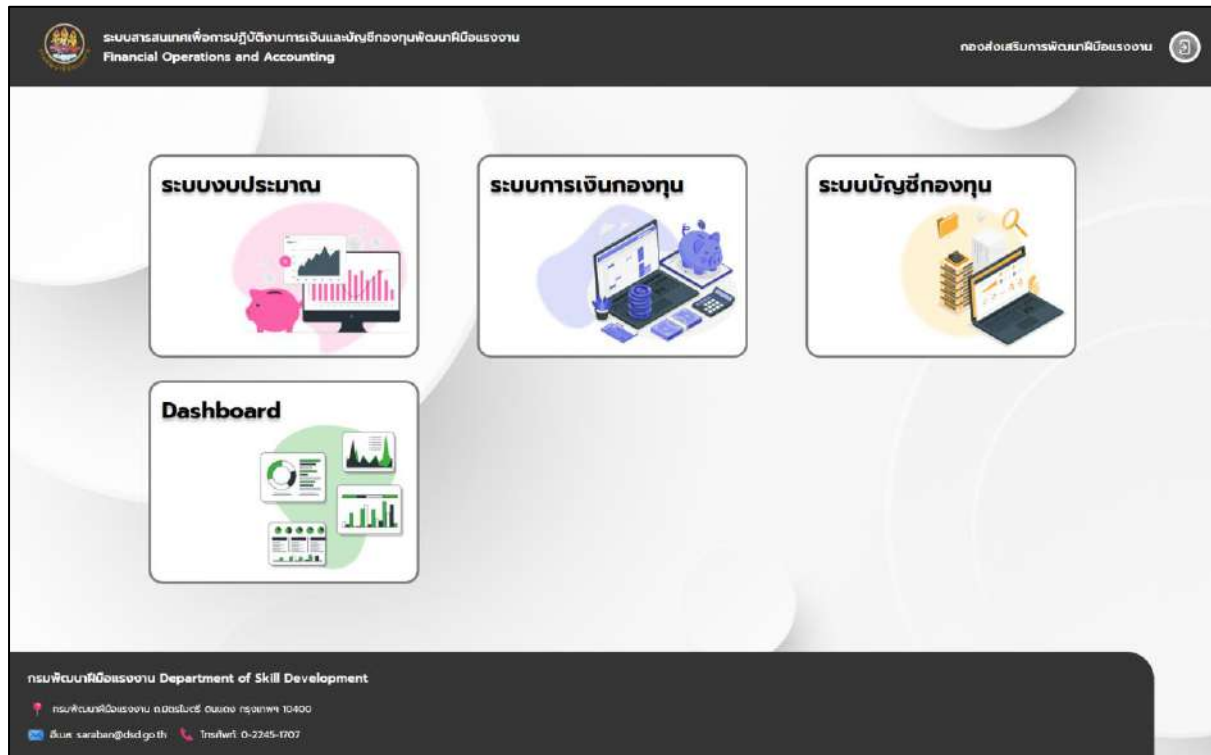 ระบบสารสนเทศเพื่อการปฏิบัติงานการเงินและบัญชีกองทุนพัฒนาฝีมือแรงงาน
Financial Operations and Accounting
กองส่งเสริมการพัฒนาฝีมือแรงงาน
ระบบงบประมาณ
ระบบการเงินกองทุน
ระบบบัญชีกองทุน
Dashboard
กรมพัฒนาฝีมือแรงงาน Department of Skill Development
กรมพัฒนาฝีมือแรงงาน ถ.มิตรไมตรี ดินแดง กรุงเทพฯ 10400
อีเมล saraban@dsd.go.th โทรศัพท์ 0-2245-1707